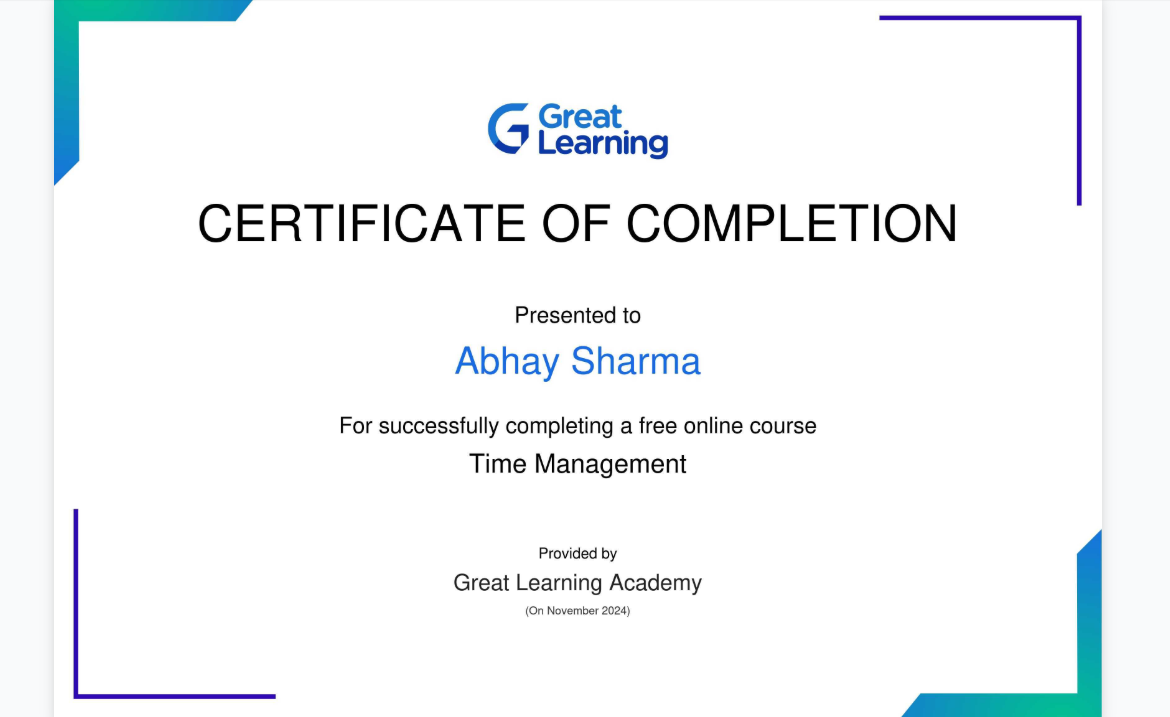 Great
Learning
CERTIFICATE OF COMPLETION
Presented to
Abhay Sharma
For successfully completing a free online course
Time Management
Provided by
Great Learning Academy
(On November 2024)